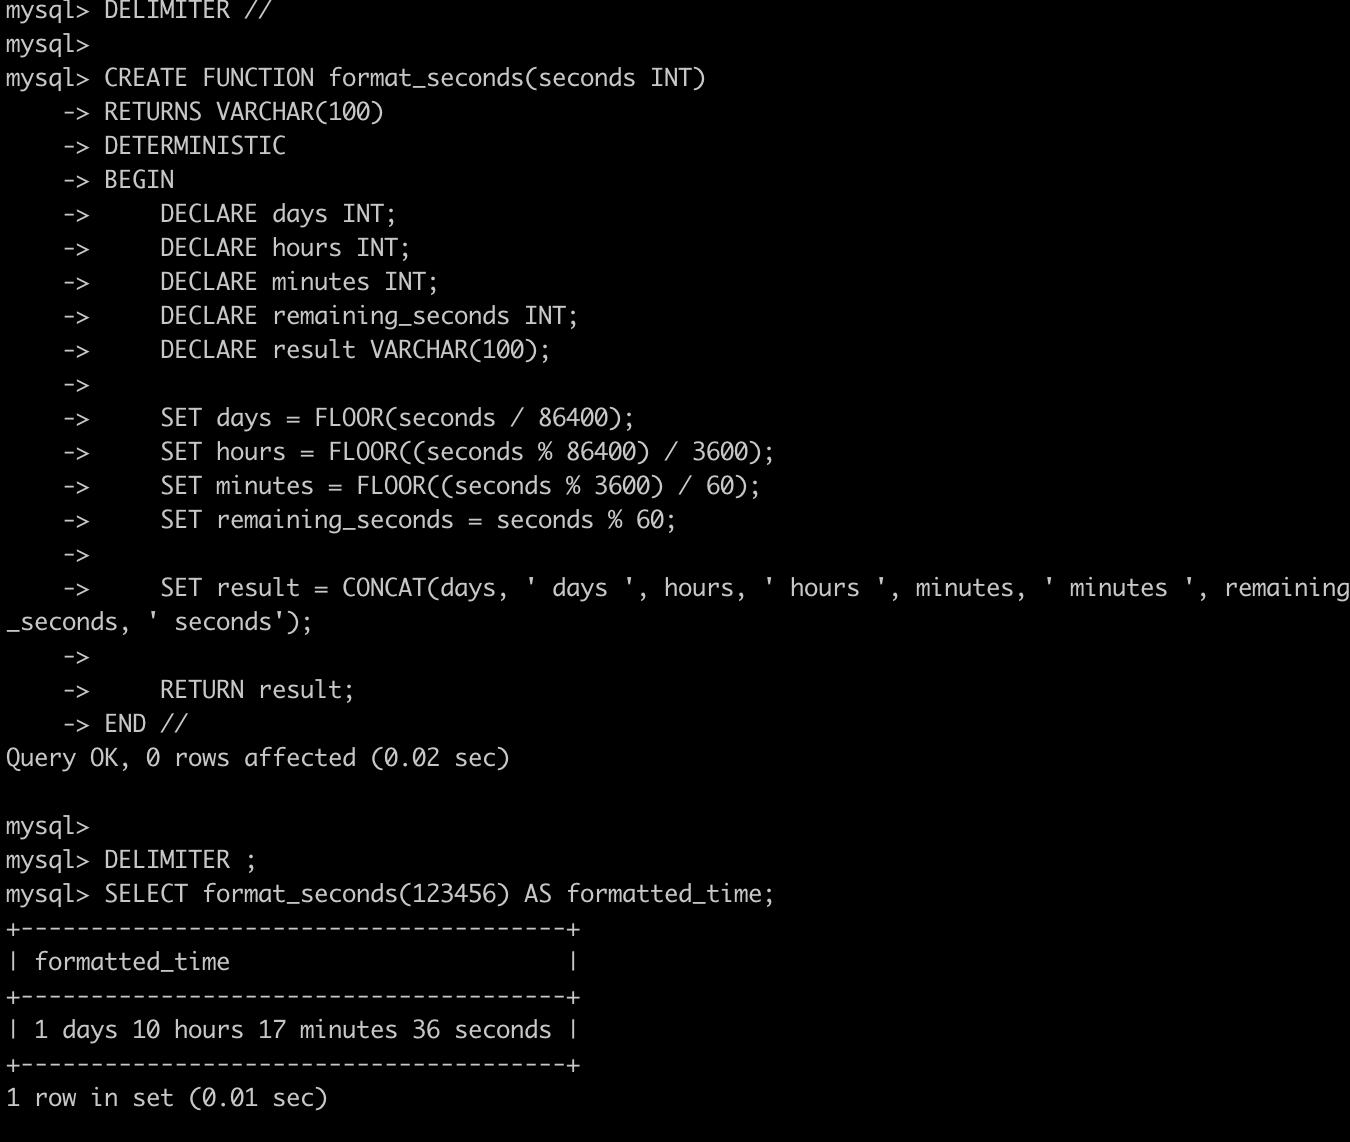 mysql> DELIMITER //
mysql>
mysql> CREATE FUNCTION format_seconds(seconds INT)
    -> RETURNS VARCHAR(100)
    -> DETERMINISTIC
    -> BEGIN
    ->     DECLARE days INT;
    ->     DECLARE hours INT;
    ->     DECLARE minutes INT;
    ->     DECLARE remaining_seconds INT;
    ->     DECLARE result VARCHAR(100);
    ->
    ->     SET days = FLOOR(seconds / 86400);
    ->     SET hours = FLOOR((seconds % 86400) / 3600);
    ->     SET minutes = FLOOR((seconds % 3600) / 60);
    ->     SET remaining_seconds = seconds % 60;
    ->
    ->     SET result = CONCAT(days, ' days ', hours, ' hours ', minutes, ' minutes ', remaining
_seconds, ' seconds');
    ->
    ->     RETURN result;
    -> END //
Query OK, 0 rows affected (0.02 sec)

mysql>
mysql> DELIMITER ;
mysql> SELECT format_seconds(123456) AS formatted_time;
+---------------------------------------+
| formatted_time                        |
+---------------------------------------+
| 1 days 10 hours 17 minutes 36 seconds |
+---------------------------------------+
1 row in set (0.01 sec)